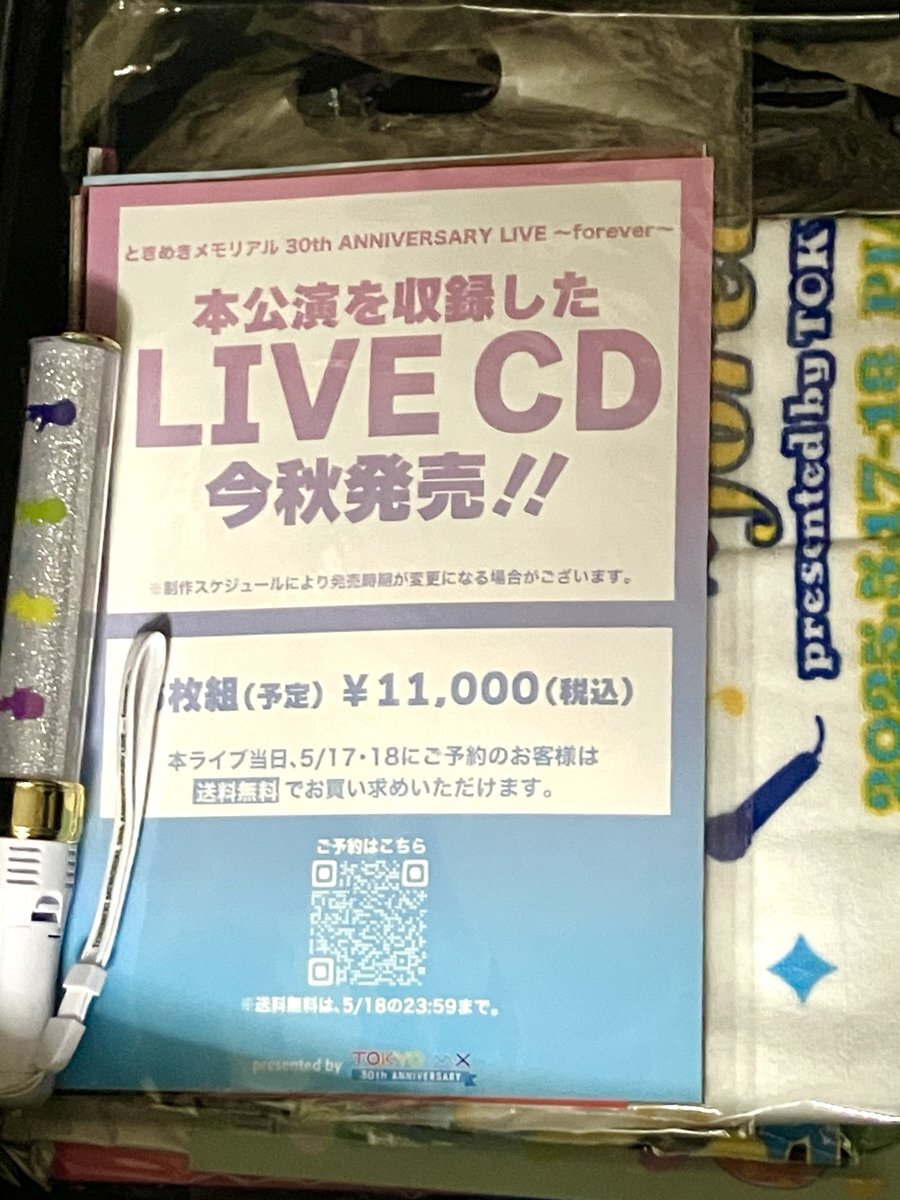 ときめきメモリアル 30th ANNIVERSARY LIVE ～forever～
本公演を収録した
LIVE CD
今秋発売!!
※制作スケジュールにより発売時期が変更になる場合がございます。
枚組(予定) ¥11,000(税込)
本ライブ当日、5/17・18にご予約のお客様は
送料無料でお買い求めいただけます。
ご予約はこちら
※送料無料は、5/18の23:59まで。
presented by TOKYO MX
30th ANNIVERSARY
presented by TOK
2025.5.17-18